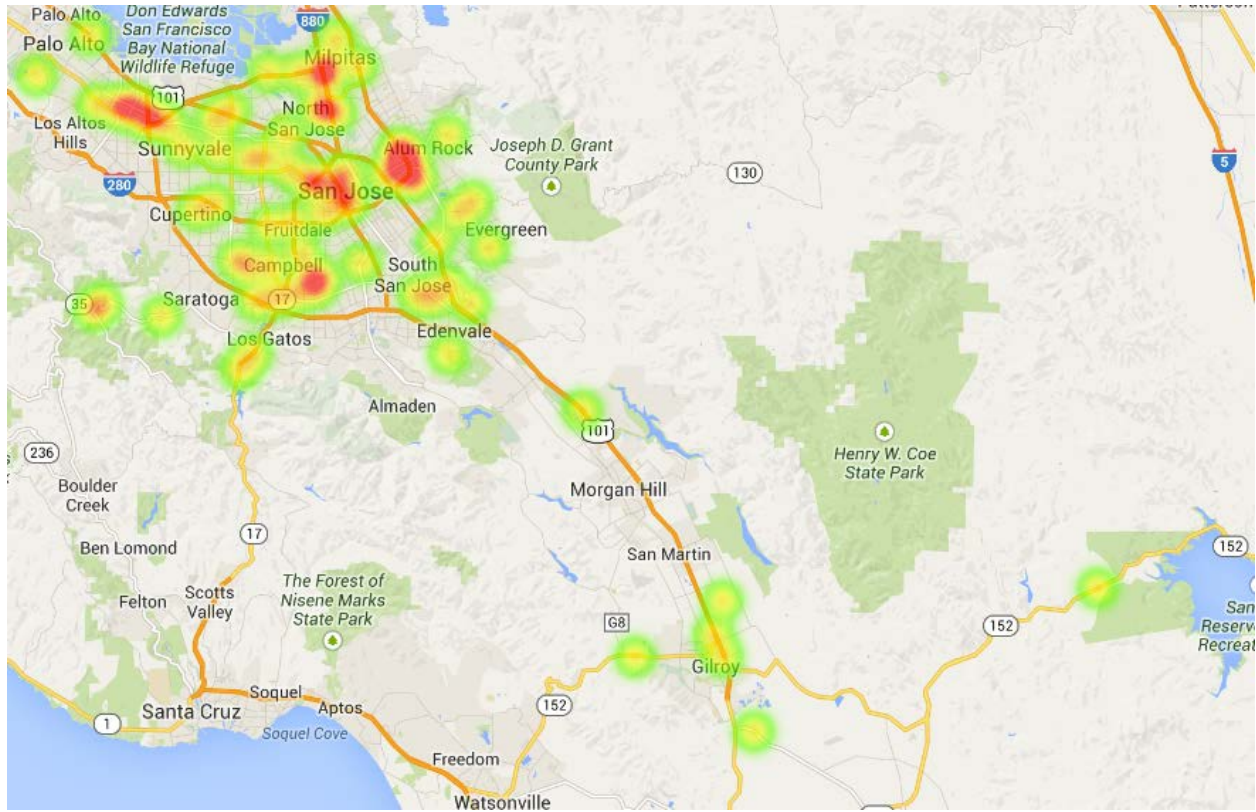 Palo Alto
Don Edwards
San Francisco
Bay National
Wildlife Refuge
880
Palo Alto
Milpitas
101
Los Altos
Hills
North
San Jose
Sunnyvale
Alum Rock
Joseph D. Grant
County Park
130
5
280
San Jose
Cupertino
Fruitdale
Evergreen
Campbell
South
San Jose
35
Saratoga
17
Los Gatos
Edenvale
Almaden
101
236
Henry W. Coe
State Park
Boulder
Creek
Morgan Hill
17
Ben Lomond
San Martin
152
The Forest of
Nisene Marks
State Park
Felton
Scotts
Valley
G8
152
San
Reserv
Recreat
Gilroy
Soquel
Santa Cruz
Aptos
152
1
Soquel Cove
Freedom
Watsonville
152